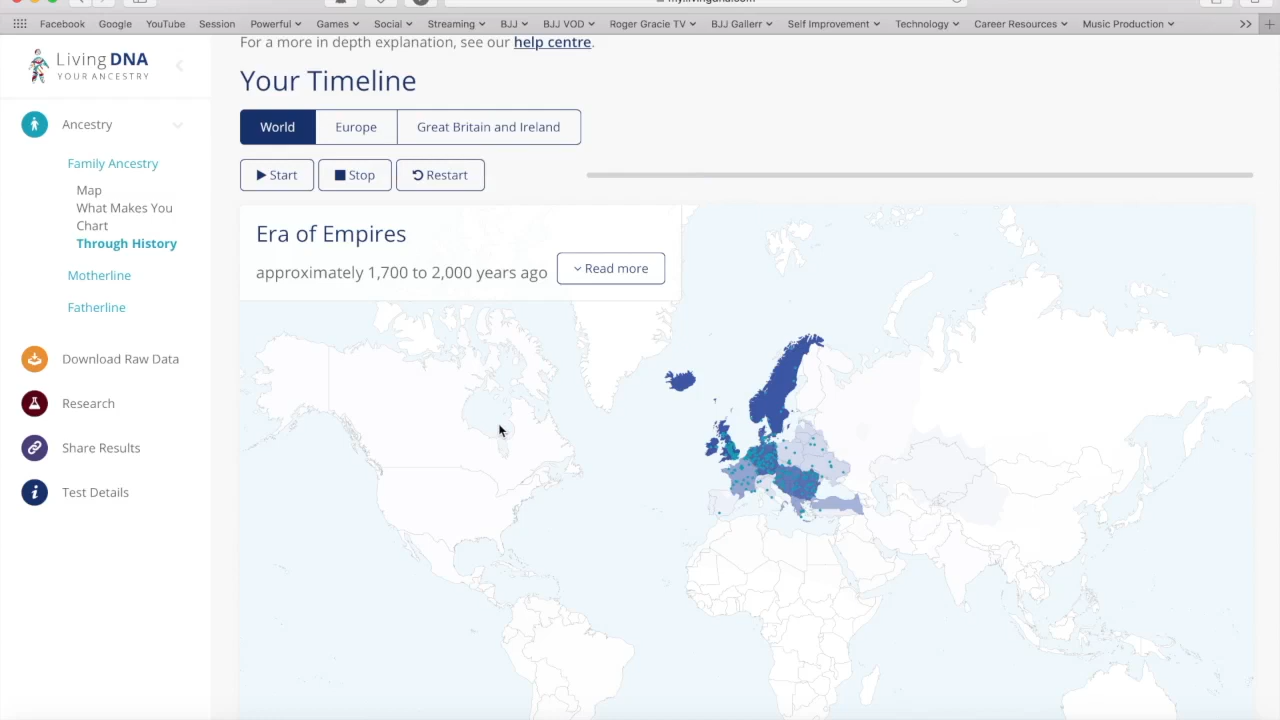 Facebook Google YouTube Session Powerful Games Social Streaming BJJ BJJ VOD Roger Gracie TV BJJ Gallerr Self Improvement Technology Career Resources Music Production
Living DNA
YOUR ANCESTRY
Ancestry
Family Ancestry
Map
What Makes You
Chart
Through History
Motherline
Fatherline
Download Raw Data
Research
Share Results
Test Details
For a more in depth explanation, see our help centre.
Your Timeline
World Europe Great Britain and Ireland
Start Stop Restart
Era of Empires
approximately 1,700 to 2,000 years ago Read more